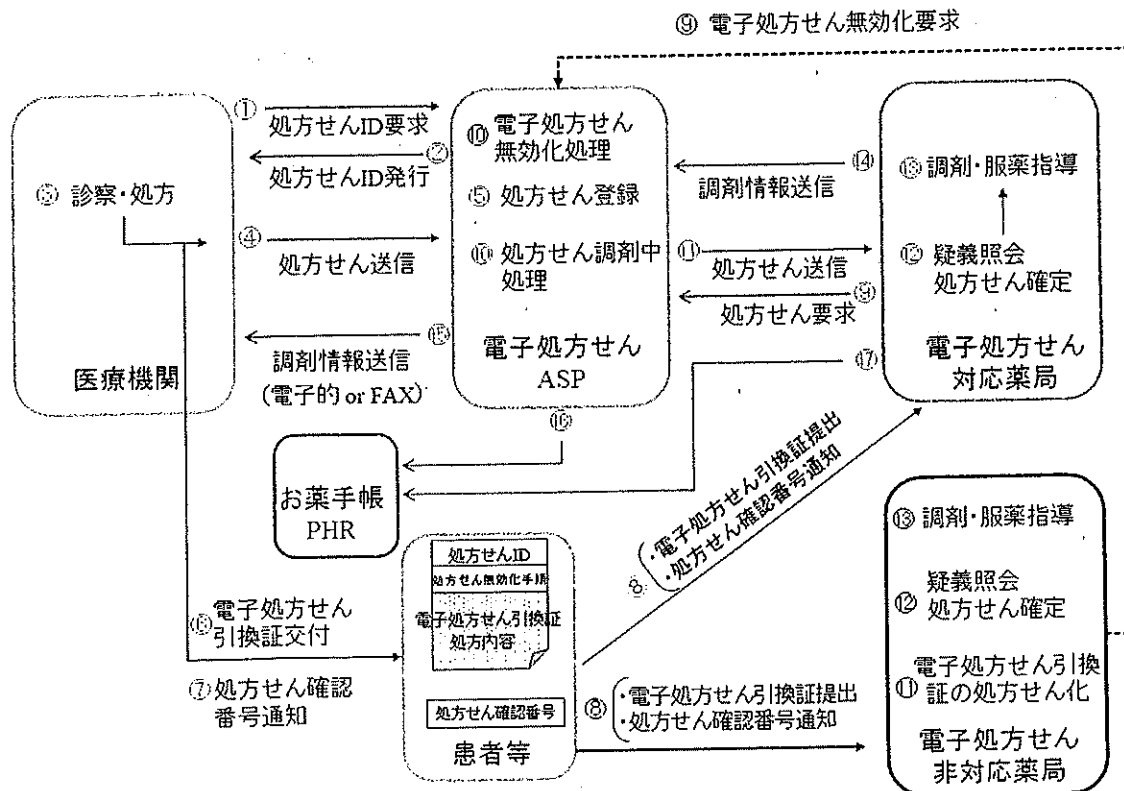 ⑨ 電子処方せん無効化要求
①
処方せんID要求
②
処方せんID発行
③ 診察・処方
④
処方せん送信
⑮
調剤情報送信
(電子的 or FAX)
医療機関
⑩ 電子処方せん
無効化処理
⑤ 処方せん登録
⑩ 処方せん調剤中
処理
電子処方せん
ASP
⑭
調剤情報送信
⑪
処方せん送信
⑨
処方せん要求
⑰
⑬ 調剤・服薬指導
⑫ 疑義照会
処方せん確定
電子処方せん
対応薬局
⑯
お薬手帳
PHR
⑥ 電子処方せん
引換証交付
⑦ 処方せん確認
番号通知
処方せんID
処方せん無効化手順
電子処方せん引換証
処方内容
処方せん確認番号
患者等
⑧
・電子処方せん引換証提出
・処方せん確認番号通知
⑧
・電子処方せん引換証提出
・処方せん確認番号通知
⑬ 調剤・服薬指導
⑫ 疑義照会
処方せん確定
⑪ 電子処方せん引換
証の処方せん化
電子処方せん
非対応薬局